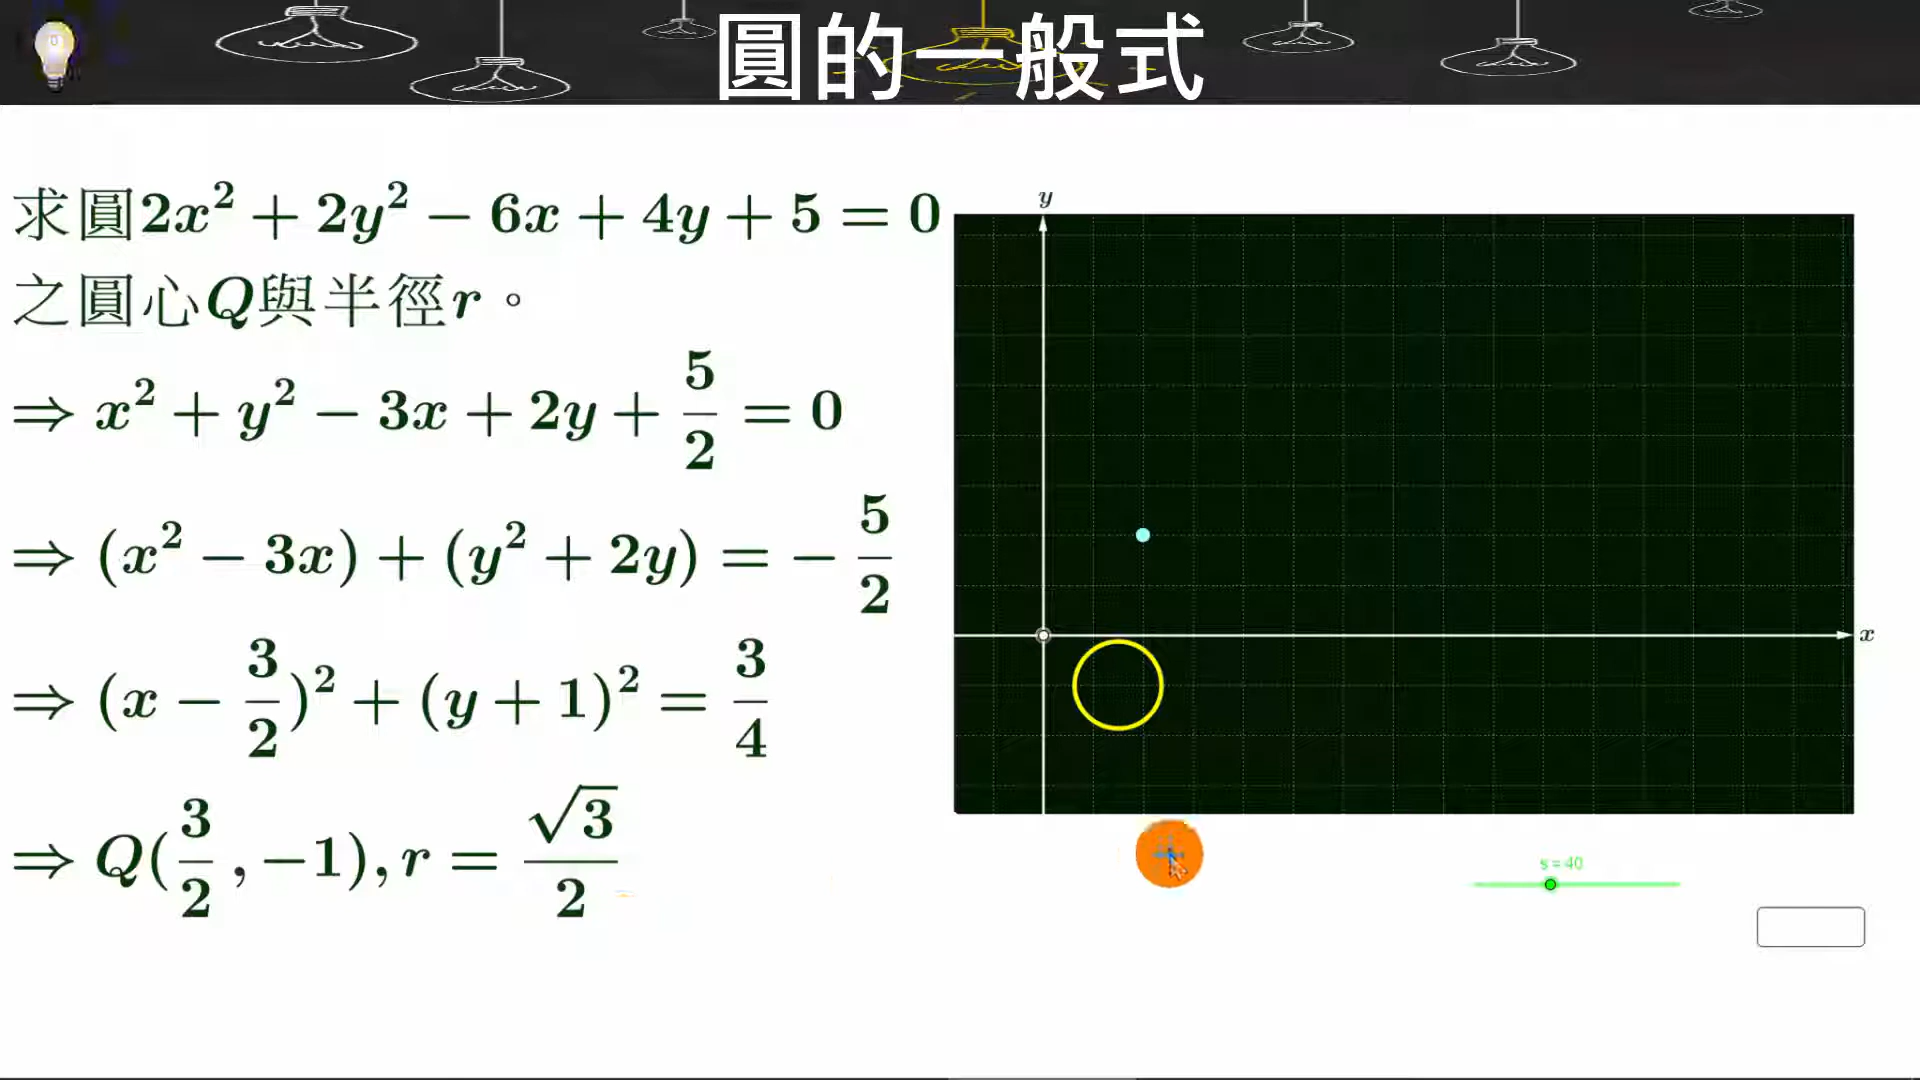 圓的一般式
求圓2x² + 2y² − 6x + 4y + 5 = 0
之圓心Q與半徑r。
⇒ x² + y² − 3x + 2y + 5/2 = 0
⇒ (x² − 3x) + (y² + 2y) = − 5/2
⇒ (x − 3/2)² + (y + 1)² = 3/4
⇒ Q(3/2, −1), r = √3/2
y
x
s = 40